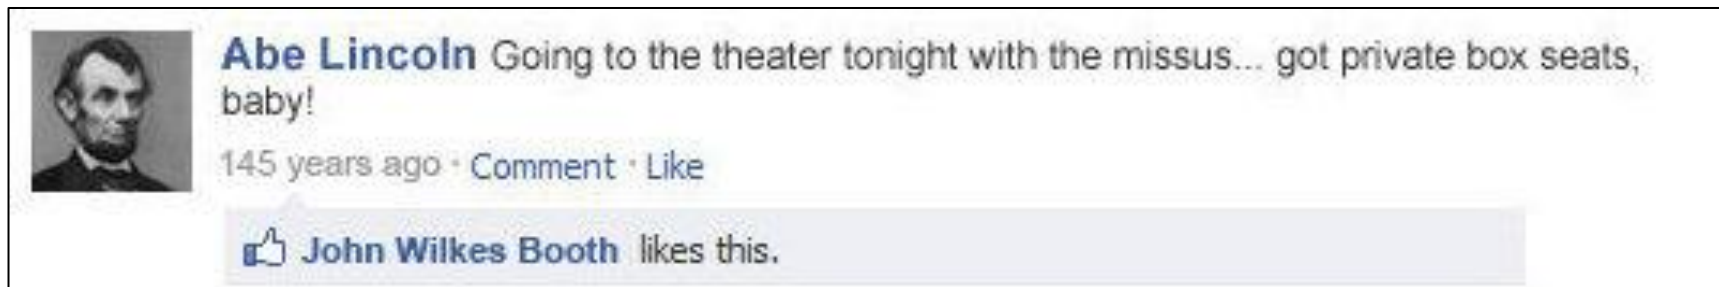 Abe Lincoln Going to the theater tonight with the missus... got private box seats,
baby!
145 years ago · Comment · Like
John Wilkes Booth likes this.